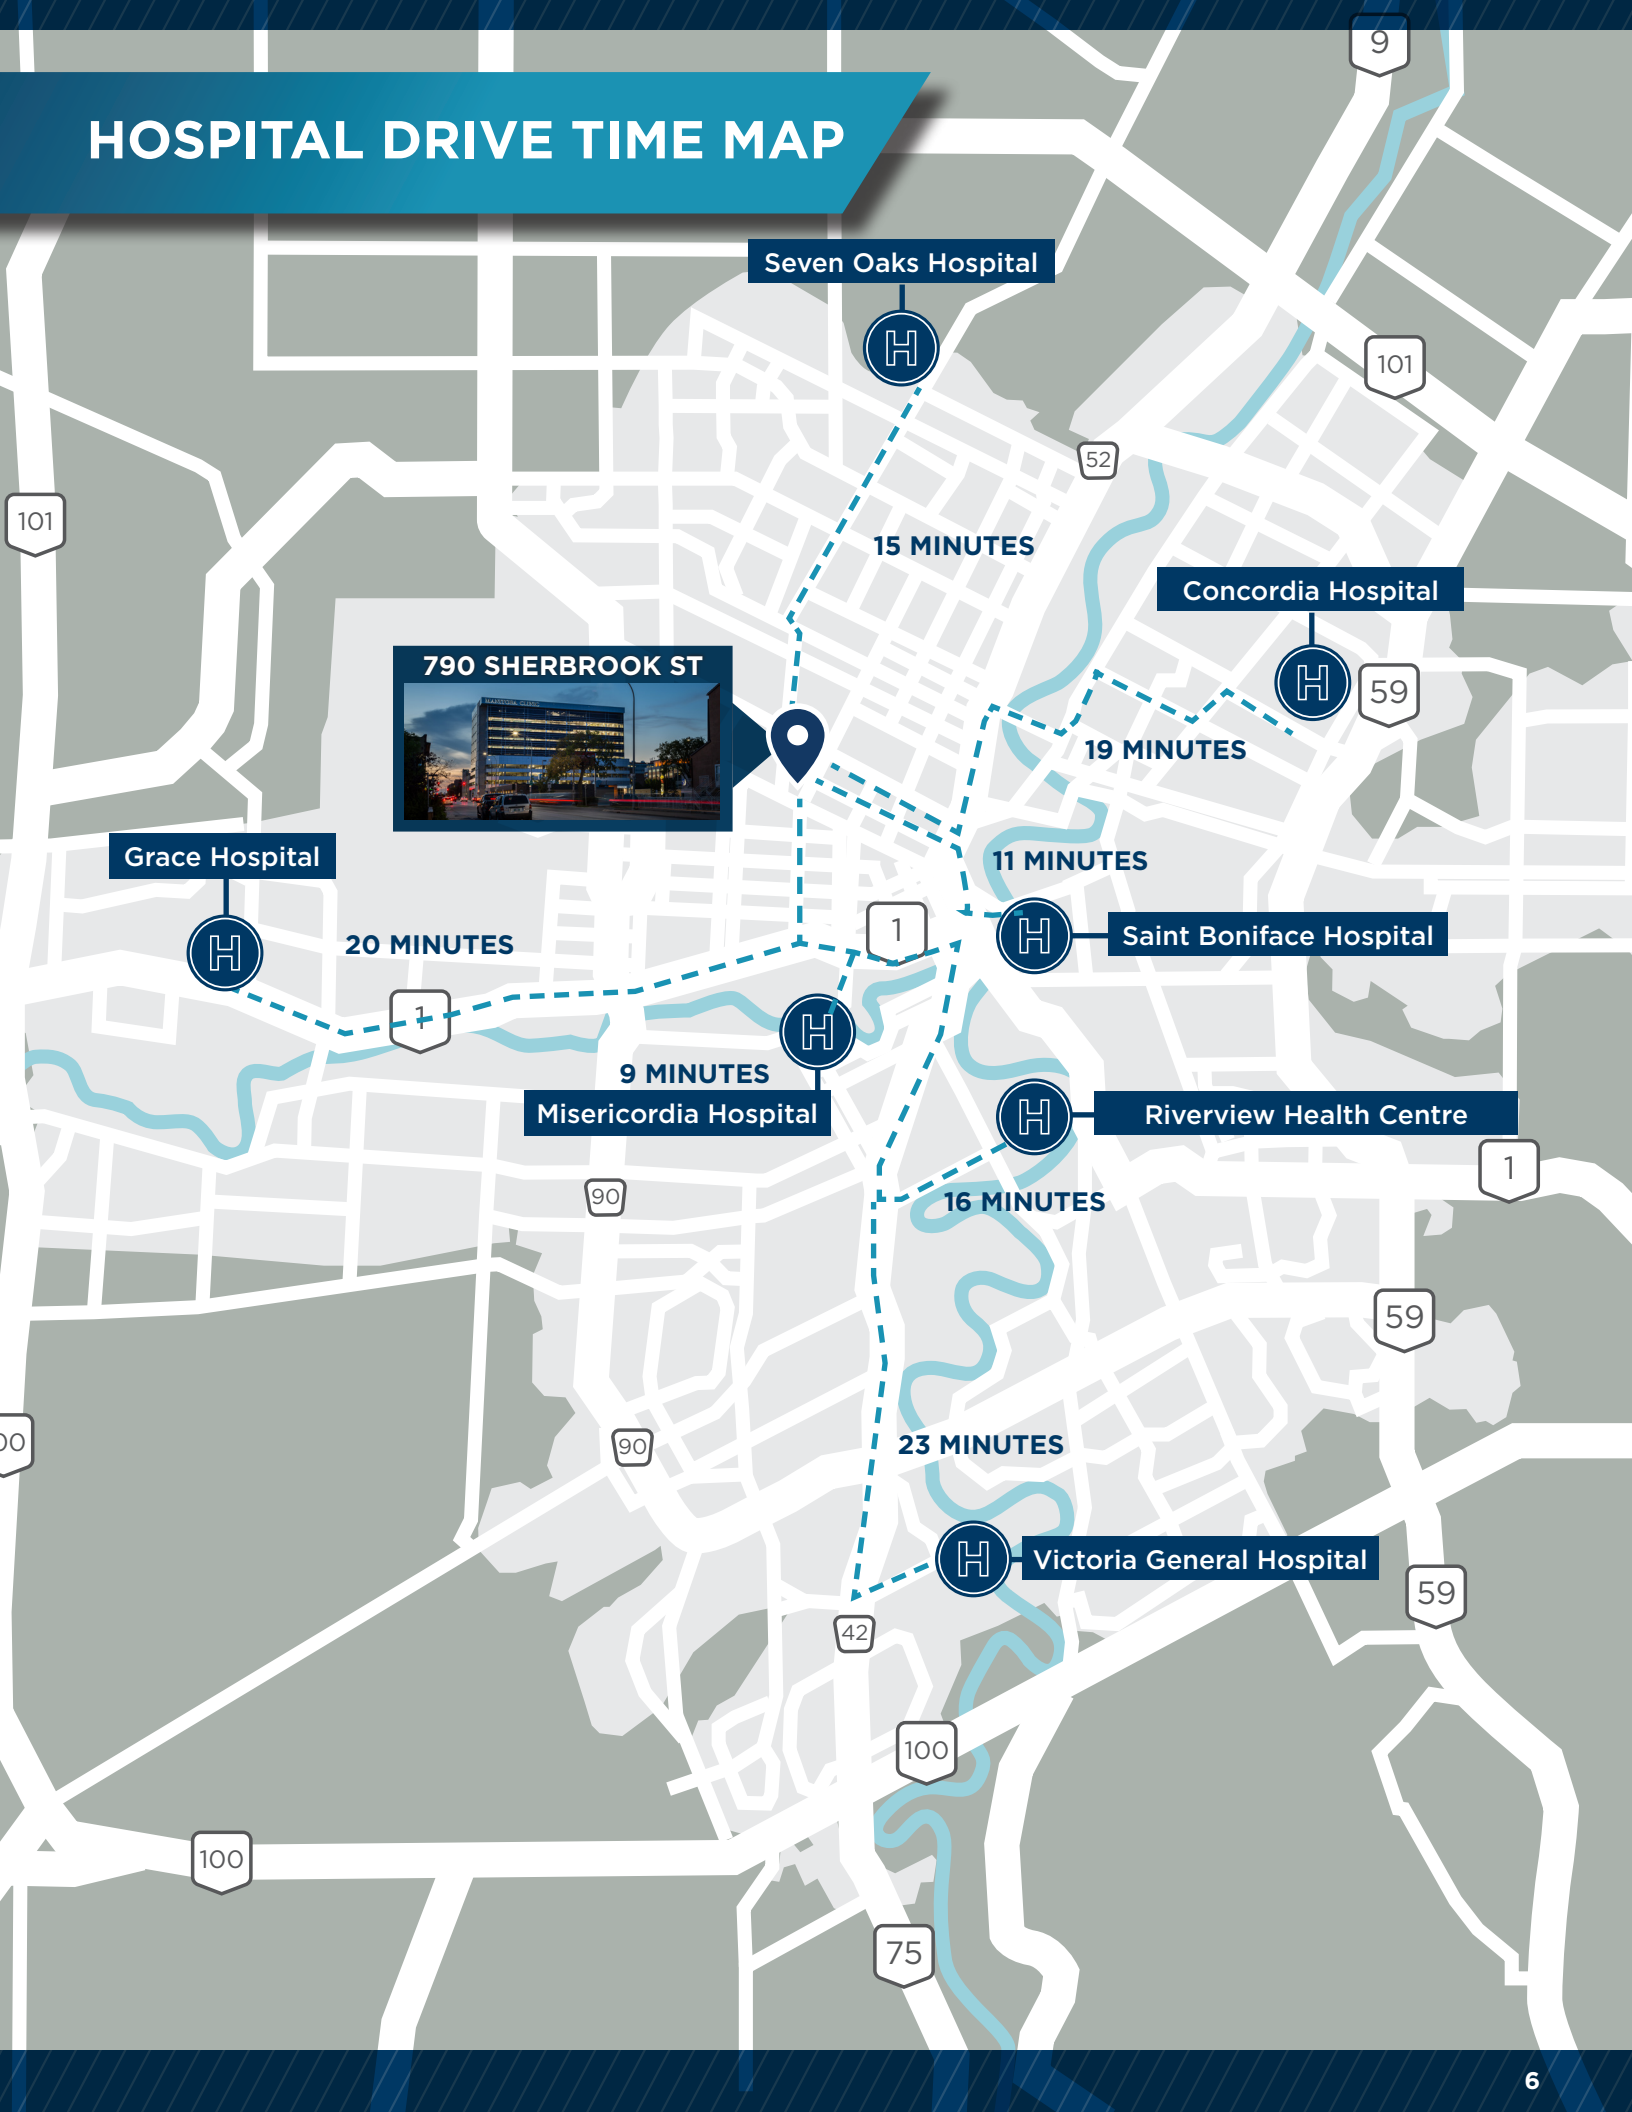 9
HOSPITAL DRIVE TIME MAP
Seven Oaks Hospital
H
101
52
101
15 MINUTES
Concordia Hospital
H
59
790 SHERBROOK ST
19 MINUTES
Grace Hospital
11 MINUTES
1
H
20 MINUTES
H
Saint Boniface Hospital
1
H
9 MINUTES
Misericordia Hospital
H
Riverview Health Centre
1
90
16 MINUTES
59
00
90
23 MINUTES
H
Victoria General Hospital
59
42
100
100
75
6